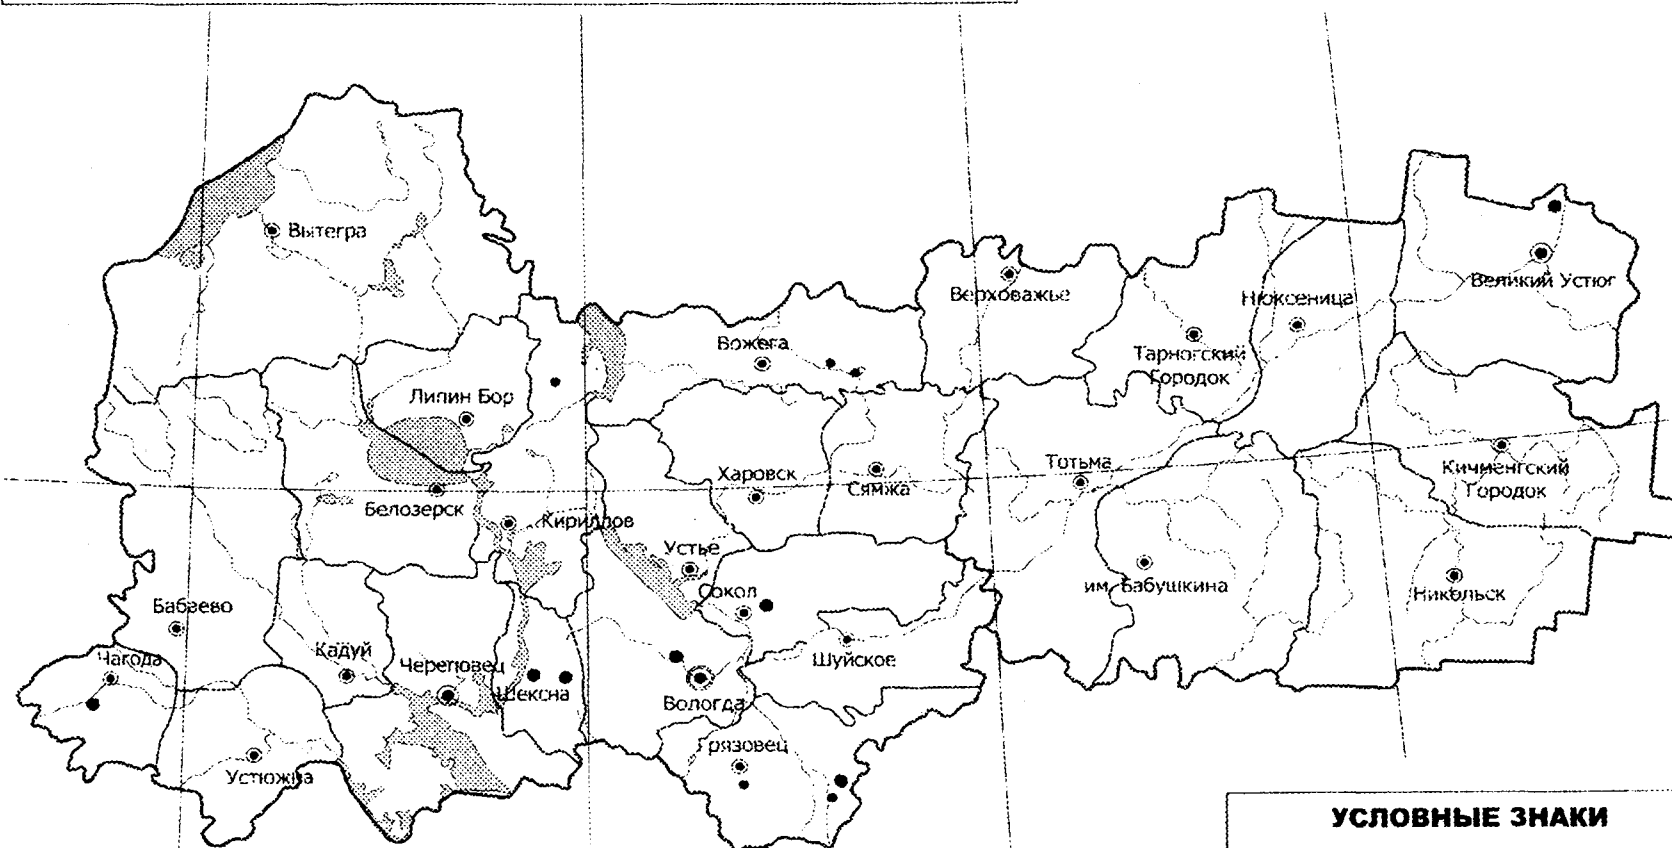 Вытегра
Великий Устюг
Верховажье
Нюксеница
Вожега
Тарногский
Городок
Липин Бор
Тотьма
Кичменгский
Городок
Харовск
Сямжа
Белозерск
Кириллов
Устье
им. Бабушкина
Никольск
Сокол
Бабаево
Кадуй
Чагода
Череповец
Шуйское
Шексна
Вологда
Грязовец
Устюжна
УСЛОВНЫЕ ЗНАКИ